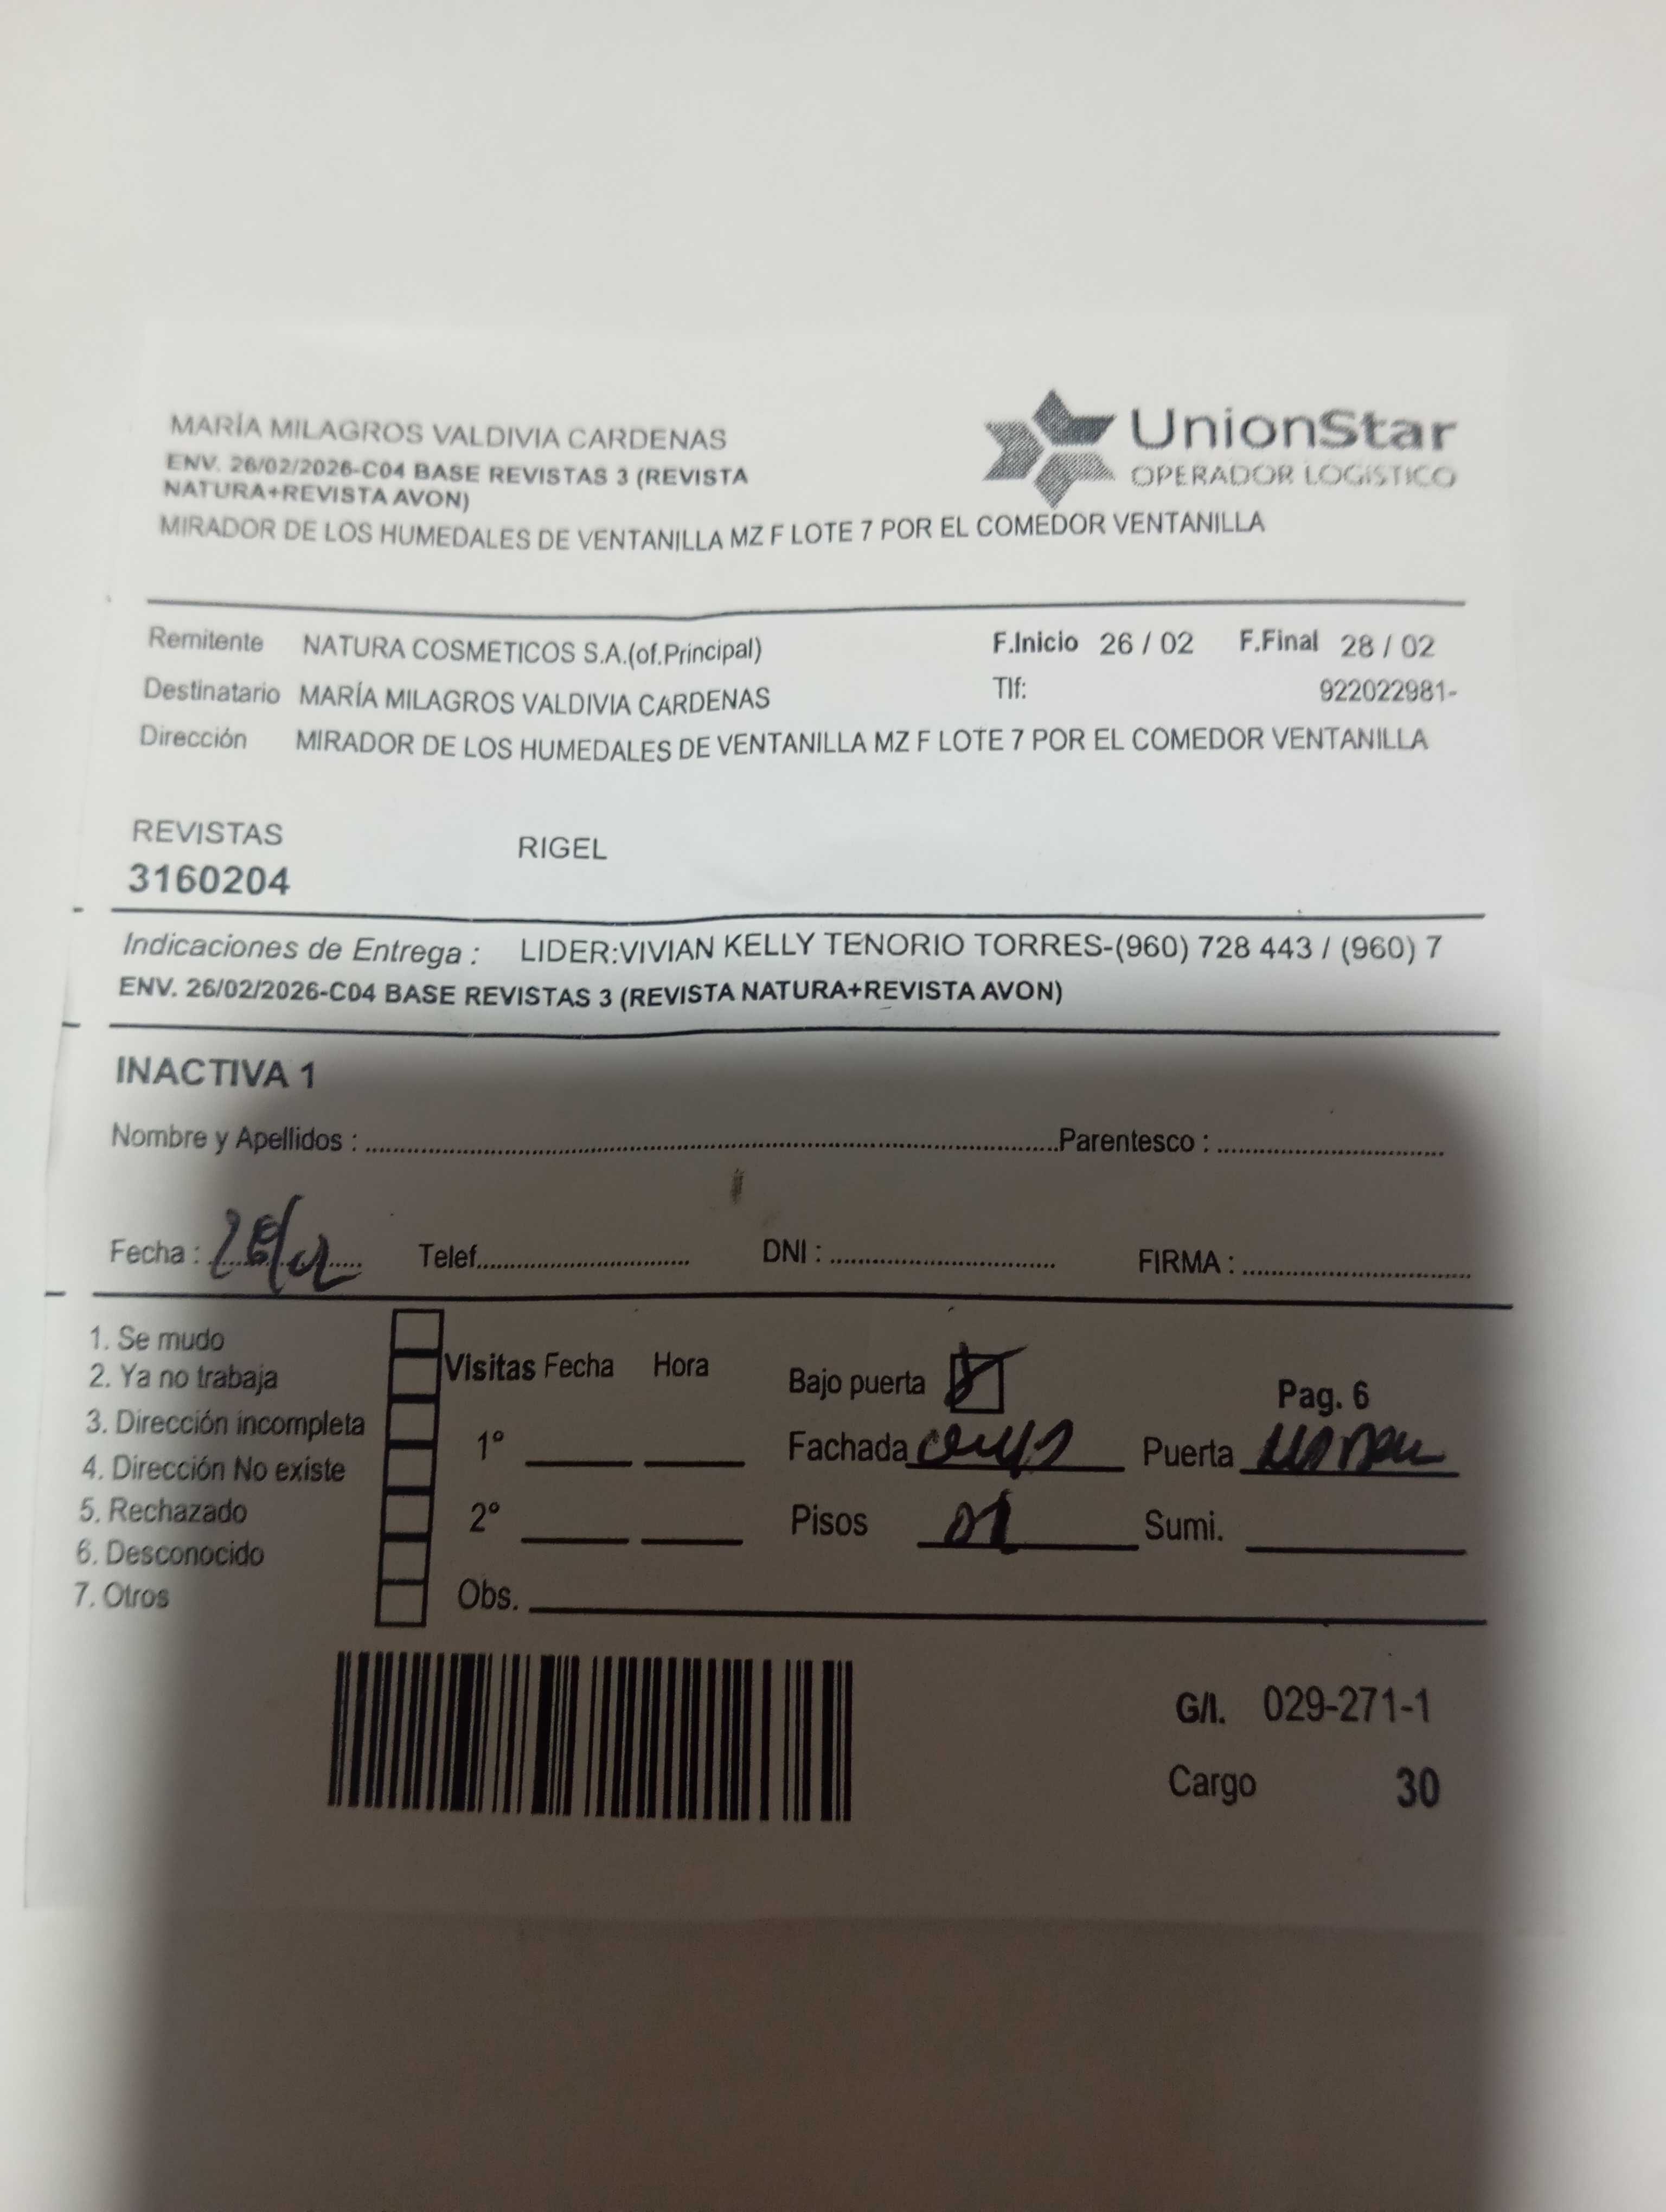 MARÍA MILAGROS VALDIVIA CARDENAS
ENV. 26/02/2026-C04 BASE REVISTAS 3 (REVISTA
NATURA+REVISTA AVON)
MIRADOR DE LOS HUMEDALES DE VENTANILLA MZ F LOTE 7 POR EL COMEDOR VENTANILLA
UnionStar
OPERADOR LOGÍSTICO
Remitente NATURA COSMETICOS S.A.(of.Principal) F.Inicio 26 / 02 F.Final 28 / 02
Destinatario MARÍA MILAGROS VALDIVIA CARDENAS Tlf: 922022981-
Dirección MIRADOR DE LOS HUMEDALES DE VENTANILLA MZ F LOTE 7 POR EL COMEDOR VENTANILLA
REVISTAS RIGEL
3160204
Indicaciones de Entrega : LIDER:VIVIAN KELLY TENORIO TORRES-(960) 728 443 / (960) 7
ENV. 26/02/2026-C04 BASE REVISTAS 3 (REVISTA NATURA+REVISTA AVON)
INACTIVA 1
Nombre y Apellidos : Parentesco :
Fecha : Telef. DNI : FIRMA :
1. Se mudo
2. Ya no trabaja
3. Dirección incompleta
4. Dirección No existe
5. Rechazado
6. Desconocido
7. Otros
Visitas Fecha Hora
1°
2°
Obs.
Bajo puerta
Fachada
Pisos 01
Pag. 6
Puerta
Sumi.
G/I. 029-271-1
Cargo 30